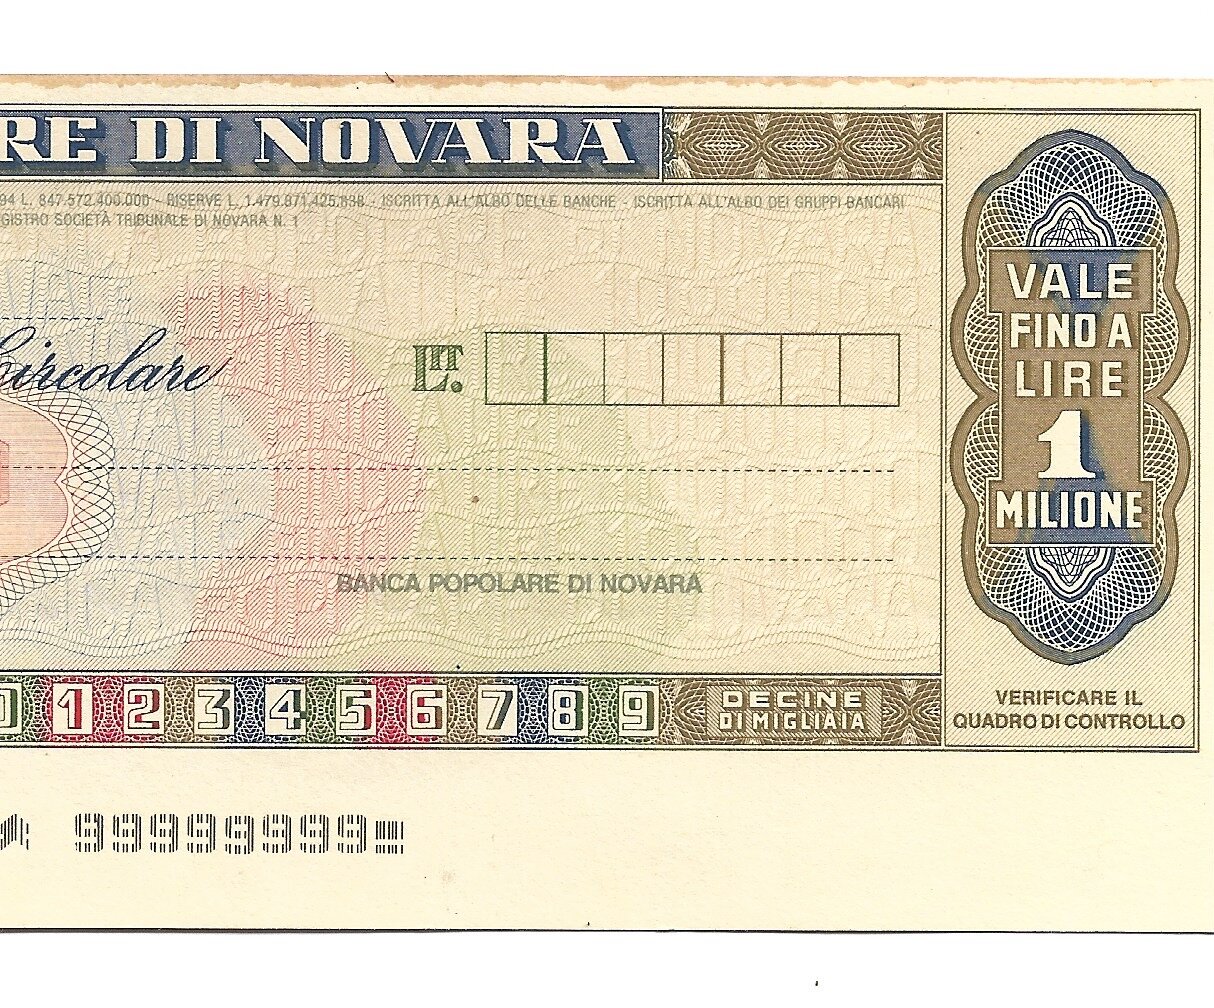 RE DI NOVARA
94 L. 847.572.400.000 - RISERVE L. 1.479.871.425.838 - ISCRITTA ALL'ALBO DELLE BANCHE - ISCRITTA ALL'ALBO DEI GRUPPI BANCARI
GISTRO SOCIETÀ TRIBUNALE DI NOVARA N. 1
Circolare
LIT.
BANCA POPOLARE DI NOVARA
0 1 2 3 4 5 6 7 8 9
DECINE
DI MIGLIAIA
999999999
VALE
FINO A
LIRE
1
MILIONE
VERIFICARE IL
QUADRO DI CONTROLLO